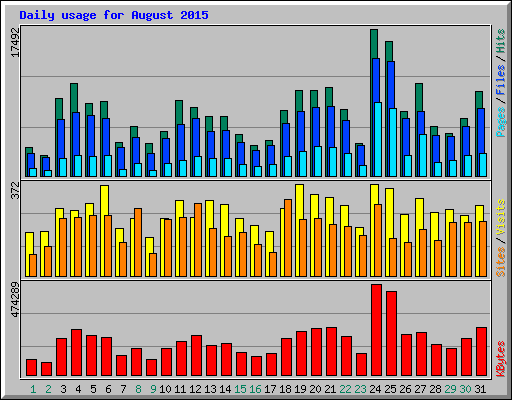 Daily usage for August 2015
17492
372
474289
Pages / Files / Hits
Sites / Visits
KBytes
1 2 3 4 5 6 7 8 9 10 11 12 13 14 15 16 17 18 19 20 21 22 23 24 25 26 27 28 29 30 31